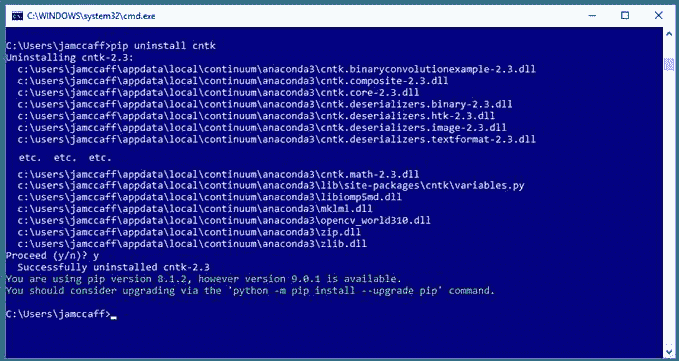 C:\WINDOWS\system32\cmd.exe
C:\Users\jamccaff>pip uninstall cntk
Uninstalling cntk-2.3:
c:\users\jamccaff\appdata\local\continuum\anaconda3\cntk.binaryconvolutionexample-2.3.dll
c:\users\jamccaff\appdata\local\continuum\anaconda3\cntk.composite-2.3.dll
c:\users\jamccaff\appdata\local\continuum\anaconda3\cntk.core-2.3.dll
c:\users\jamccaff\appdata\local\continuum\anaconda3\cntk.deserializers.binary-2.3.dll
c:\users\jamccaff\appdata\local\continuum\anaconda3\cntk.deserializers.htk-2.3.dll
c:\users\jamccaff\appdata\local\continuum\anaconda3\cntk.deserializers.image-2.3.dll
c:\users\jamccaff\appdata\local\continuum\anaconda3\cntk.deserializers.textformat-2.3.dll
etc. etc. etc.
c:\users\jamccaff\appdata\local\continuum\anaconda3\cntk.math-2.3.dll
c:\users\jamccaff\appdata\local\continuum\anaconda3\lib\site-packages\cntk\variables.py
c:\users\jamccaff\appdata\local\continuum\anaconda3\libiomp5md.dll
c:\users\jamccaff\appdata\local\continuum\anaconda3\mklml.dll
c:\users\jamccaff\appdata\local\continuum\anaconda3\opencv_world310.dll
c:\users\jamccaff\appdata\local\continuum\anaconda3\zip.dll
c:\users\jamccaff\appdata\local\continuum\anaconda3\zlib.dll
Proceed (y/n)? y
Successfully uninstalled cntk-2.3
You are using pip version 8.1.2, however version 9.0.1 is available.
You should consider upgrading via the 'python -m pip install --upgrade pip' command.
C:\Users\jamccaff>_